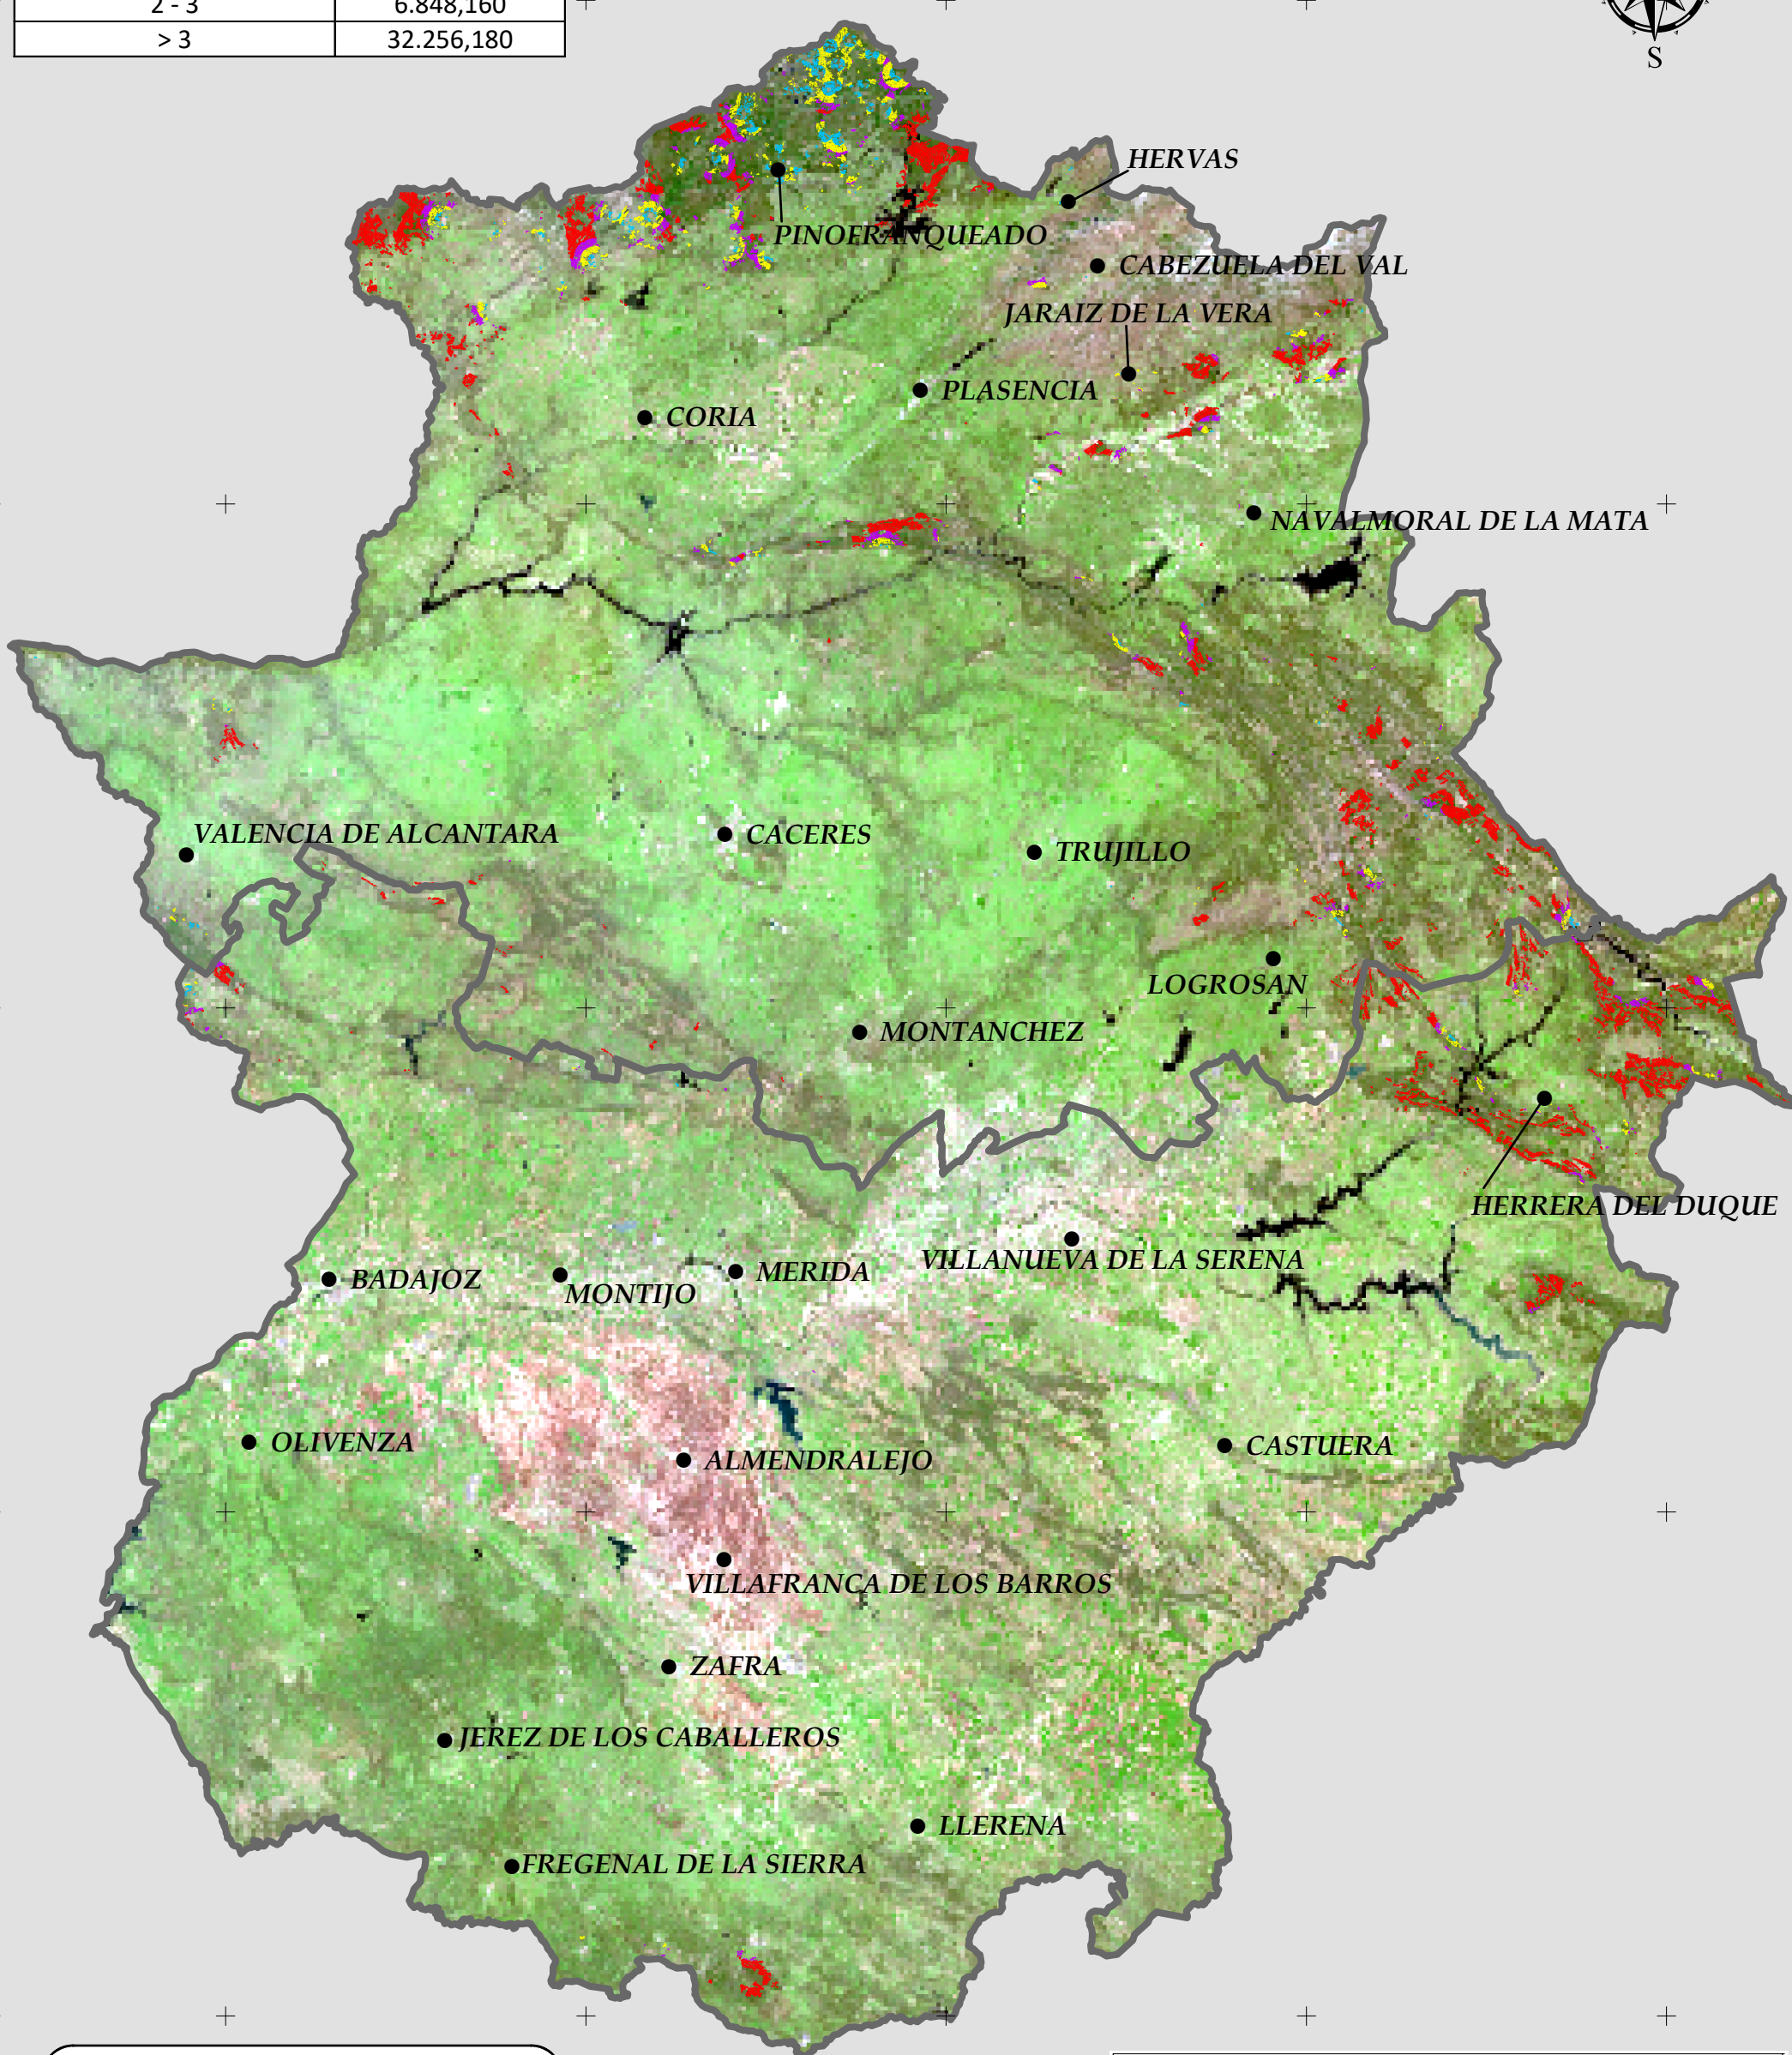 2 - 3 6.848,160
> 3 32.256,180
S
HERVAS
PINOFRANQUEADO
CABEZUELA DEL VAL
JARAIZ DE LA VERA
PLASENCIA
CORIA
NAVALMORAL DE LA MATA
VALENCIA DE ALCANTARA
CACERES
TRUJILLO
LOGROSAN
MONTANCHEZ
HERRERA DEL DUQUE
VILLANUEVA DE LA SERENA
BADAJOZ
MONTIJO
MERIDA
OLIVENZA
ALMENDRALEJO
CASTUERA
VILLAFRANCA DE LOS BARROS
ZAFRA
JEREZ DE LOS CABALLEROS
LLERENA
FREGENAL DE LA SIERRA